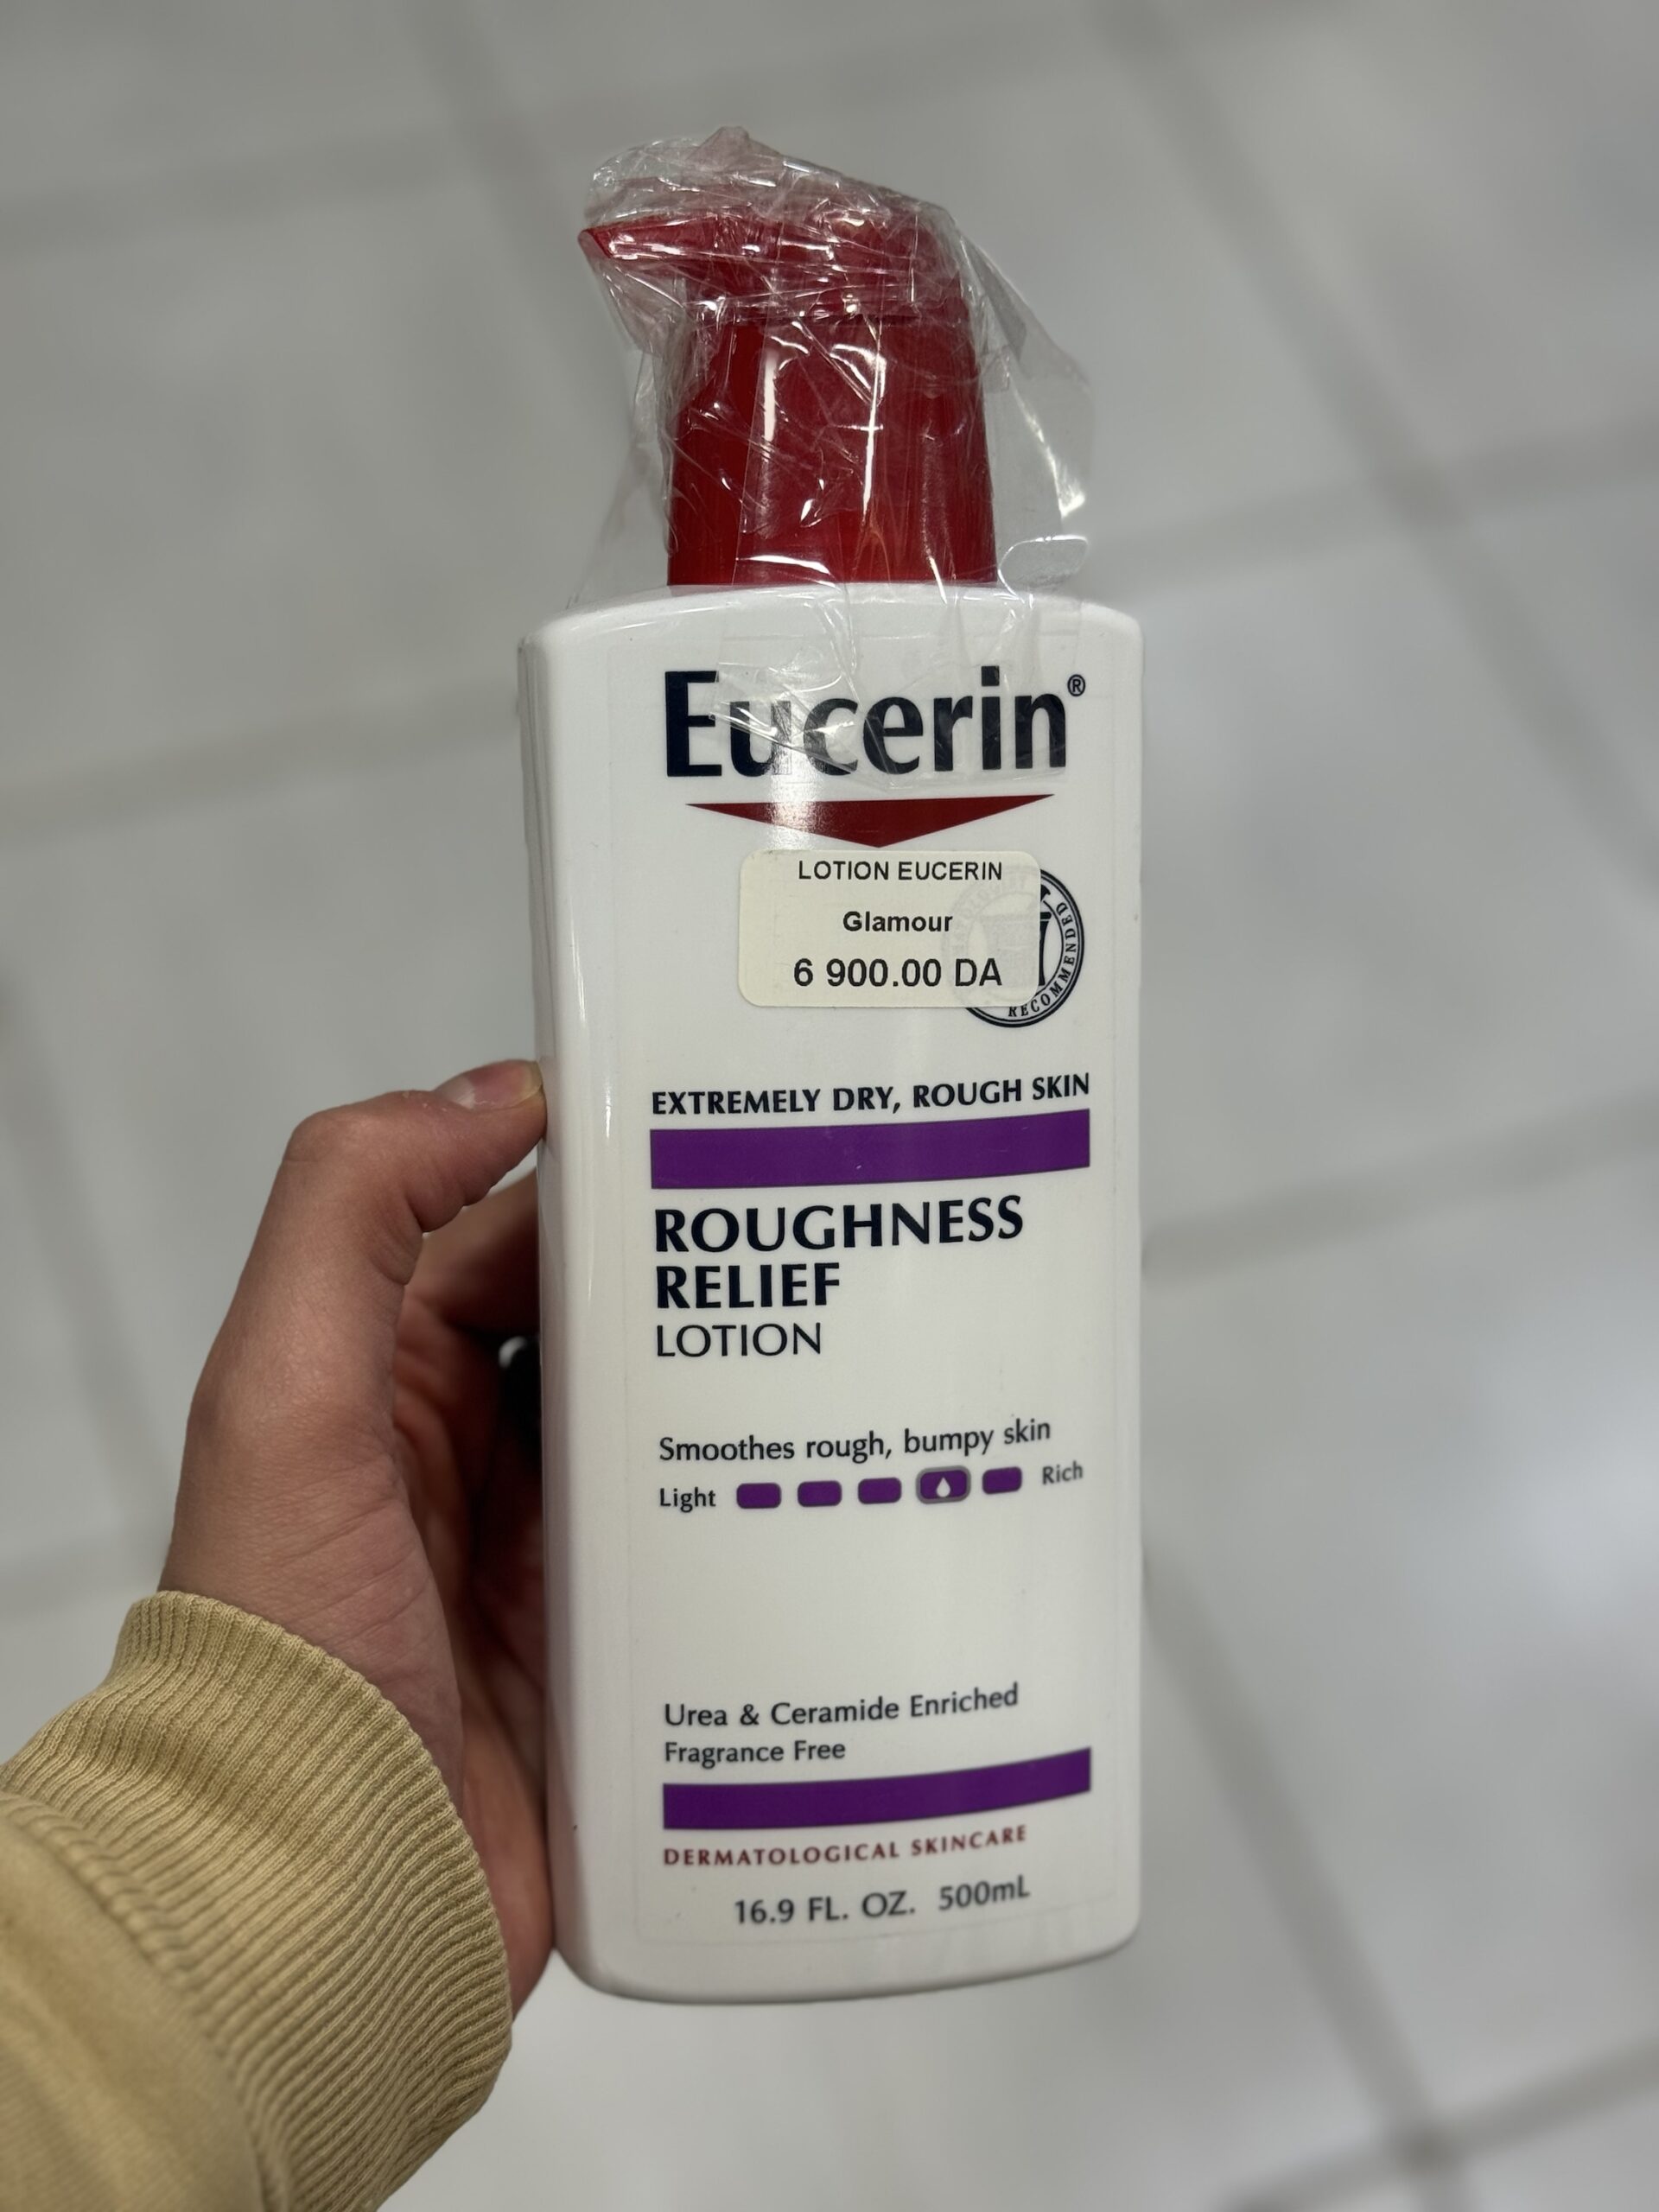 Eucerin®
LOTION EUCERIN
Glamour
6 900.00 DA
RECOMMENDED
EXTREMELY DRY, ROUGH SKIN
ROUGHNESS
RELIEF
LOTION
Smoothes rough, bumpy skin
Light Rich
Urea & Ceramide Enriched
Fragrance Free
DERMATOLOGICAL SKINCARE
16.9 FL. OZ. 500mL